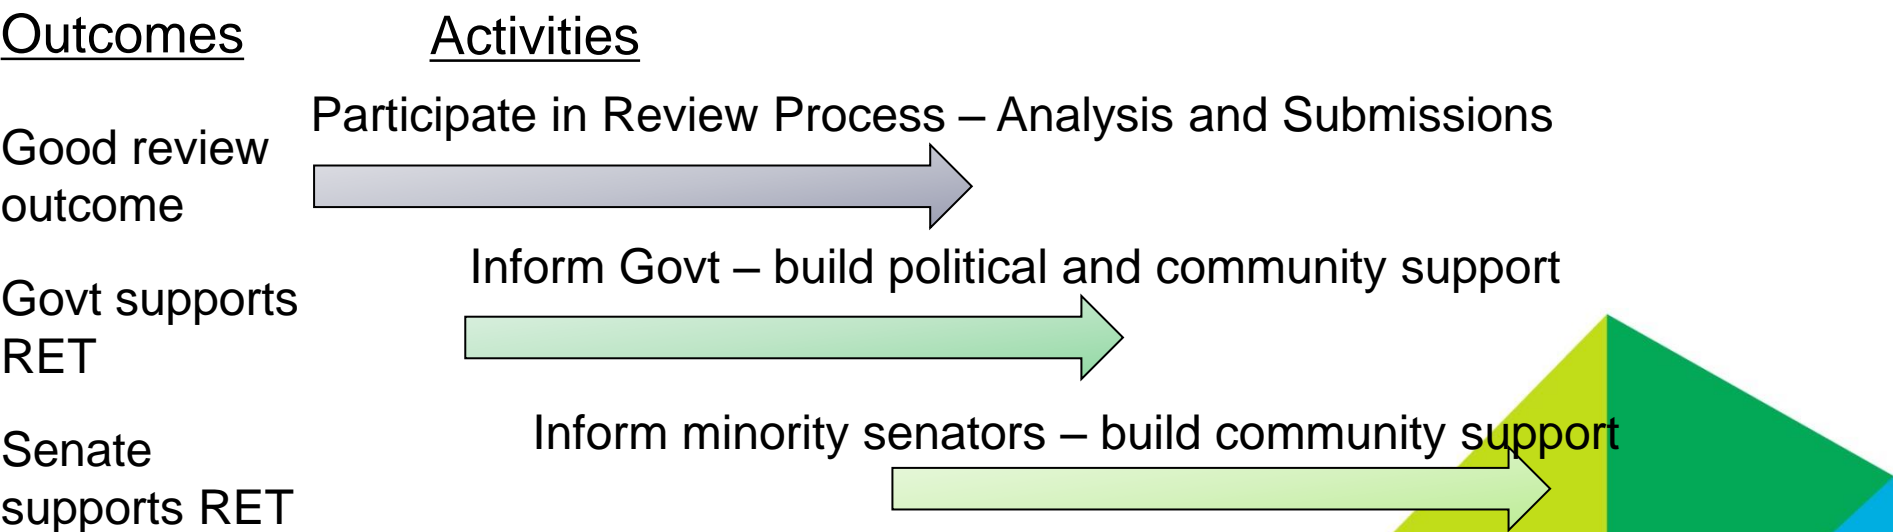 Outcomes
Activities
Participate in Review Process – Analysis and Submissions
Good review
outcome
Inform Govt – build political and community support
Govt supports
RET
Inform minority senators – build community support
Senate
supports RET